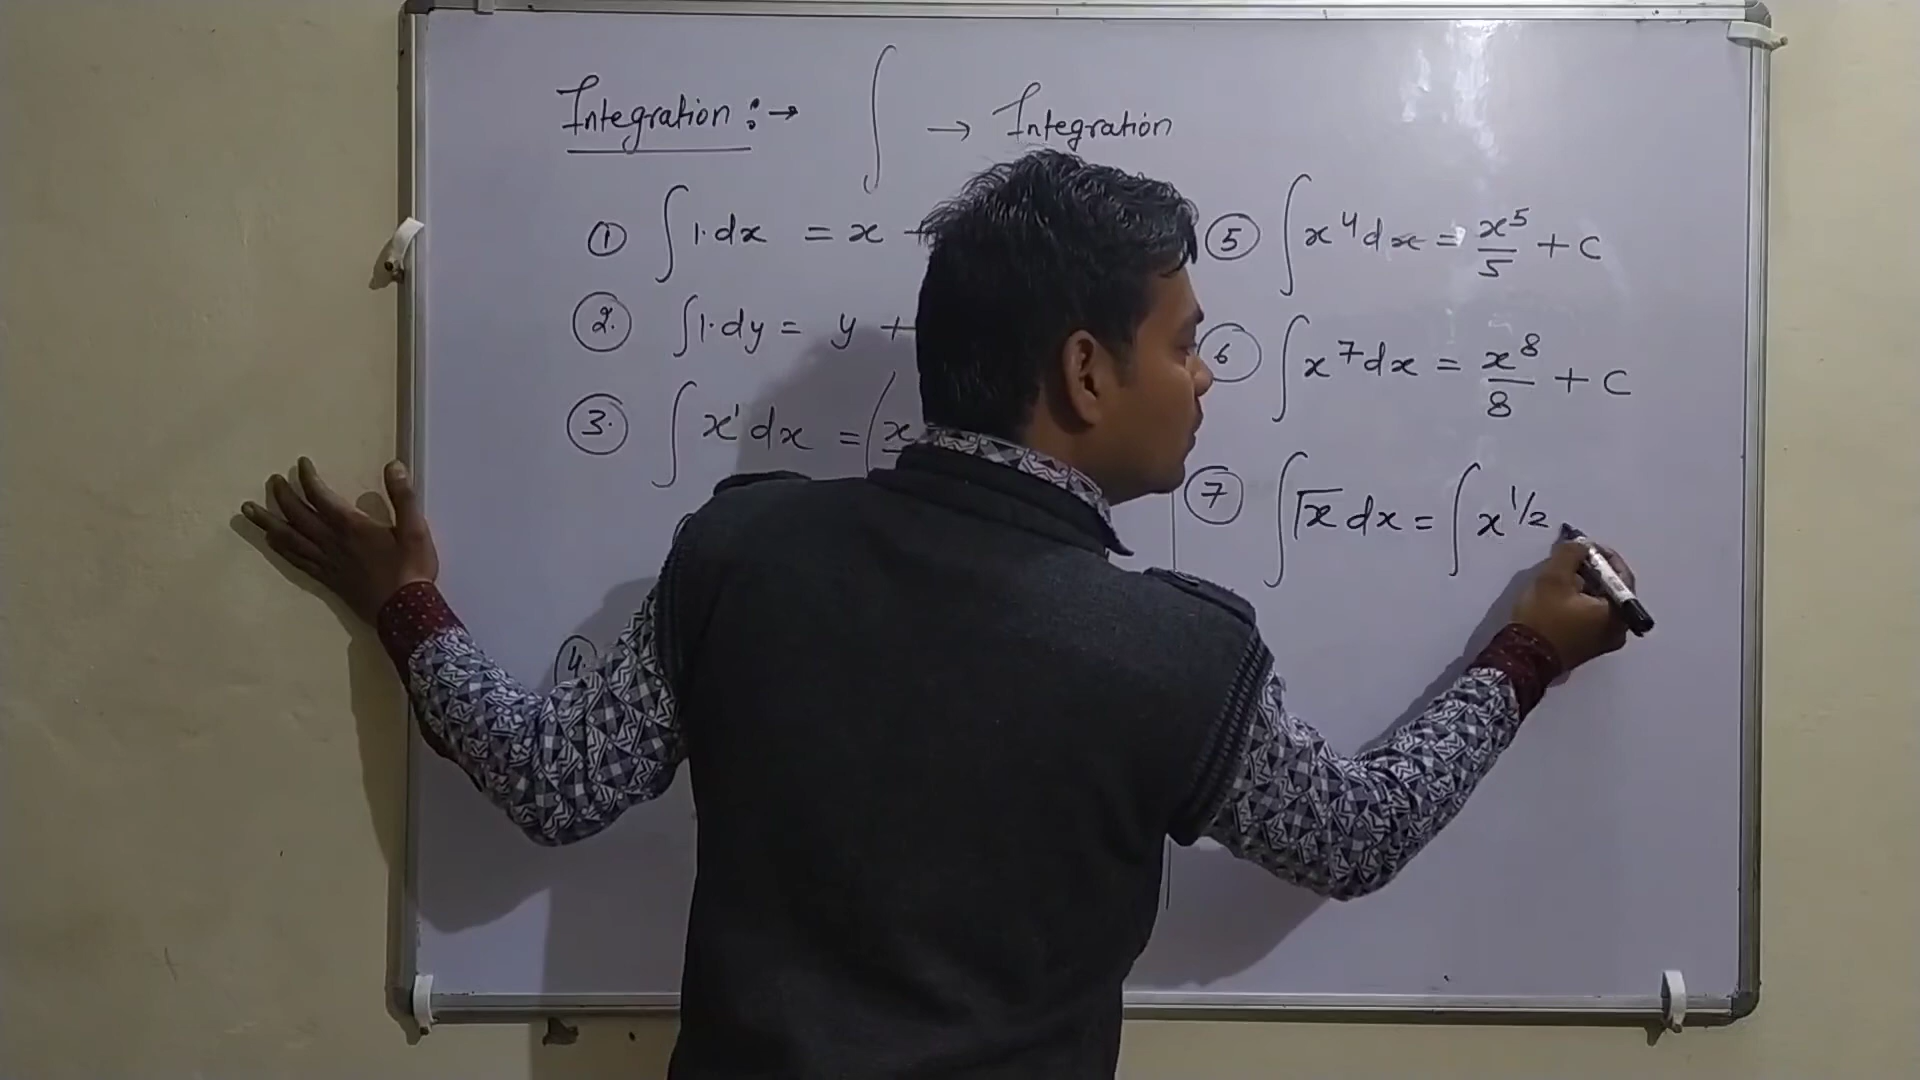 Integration :→ ∫ → Integration
① ∫1·dx = x +
② ∫1·dy = y +
③ ∫x¹dx = (x
④
⑤ ∫x⁴dx = x⁵/5 + C
⑥ ∫x⁷dx = x⁸/8 + C
⑦ ∫√x dx = ∫x^1/2